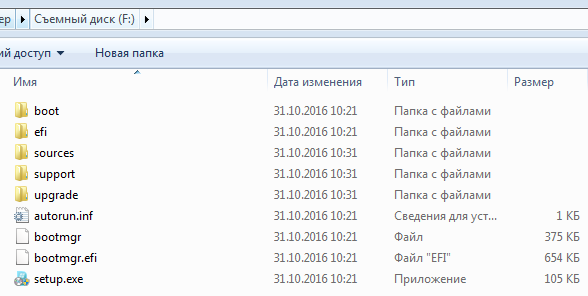 ер ▸ Съемный диск (F:) ▸
ий доступ ▼ Новая папка
Имя Дата изменения Тип Размер
boot 31.10.2016 10:21 Папка с файлами
efi 31.10.2016 10:21 Папка с файлами
sources 31.10.2016 10:31 Папка с файлами
support 31.10.2016 10:31 Папка с файлами
upgrade 31.10.2016 10:31 Папка с файлами
autorun.inf 31.10.2016 10:21 Сведения для уст... 1 КБ
bootmgr 31.10.2016 10:21 Файл 375 КБ
bootmgr.efi 31.10.2016 10:21 Файл "EFI" 654 КБ
setup.exe 31.10.2016 10:21 Приложение 105 КБ